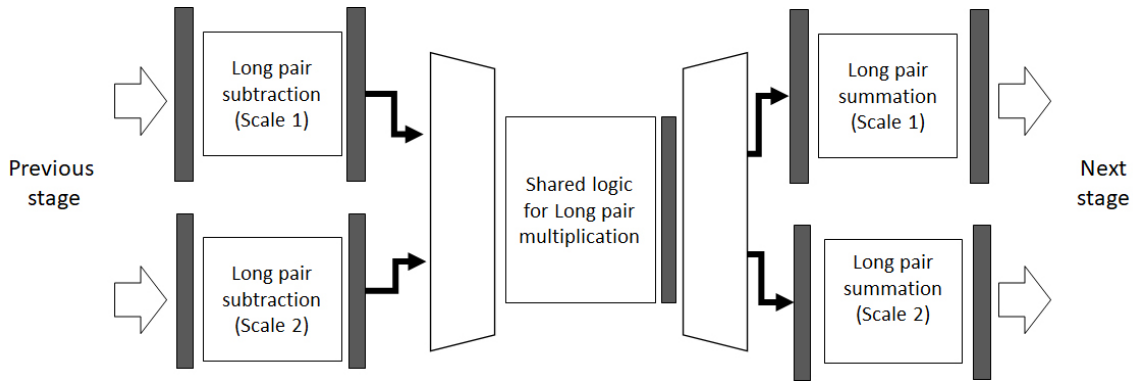 Previous
stage
Long pair
subtraction
(Scale 1)
Long pair
subtraction
(Scale 2)
Shared logic
for Long pair
multiplication
Long pair
summation
(Scale 1)
Long pair
summation
(Scale 2)
Next
stage